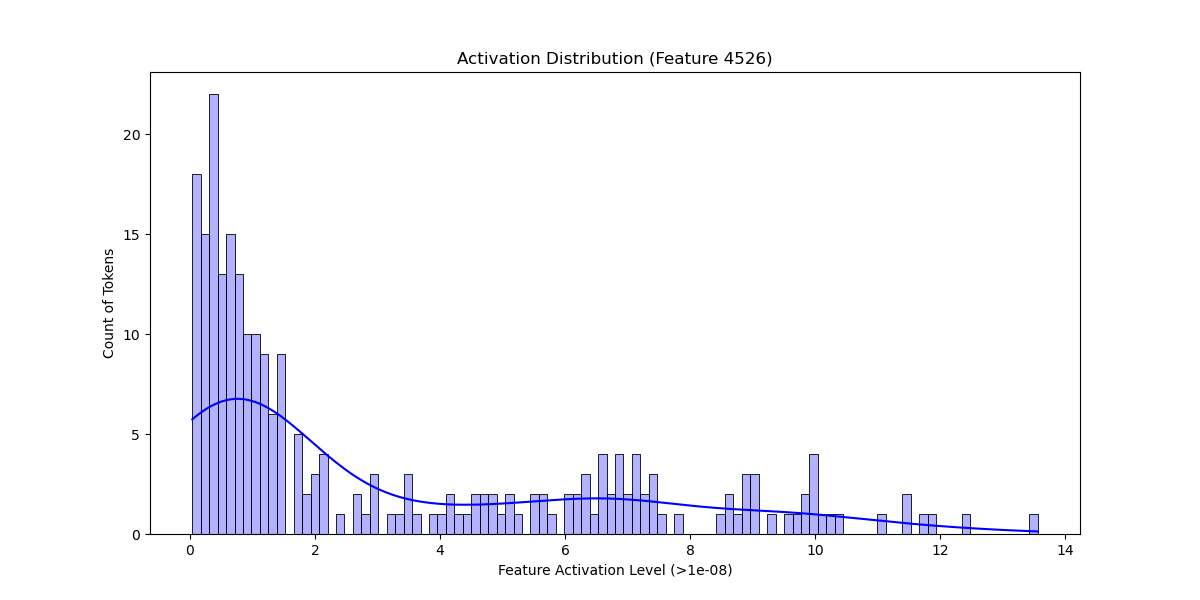 Activation Distribution (Feature 4526)
20
15
10
5
0
Count of Tokens
0 2 4 6 8 10 12 14
Feature Activation Level (>1e-08)